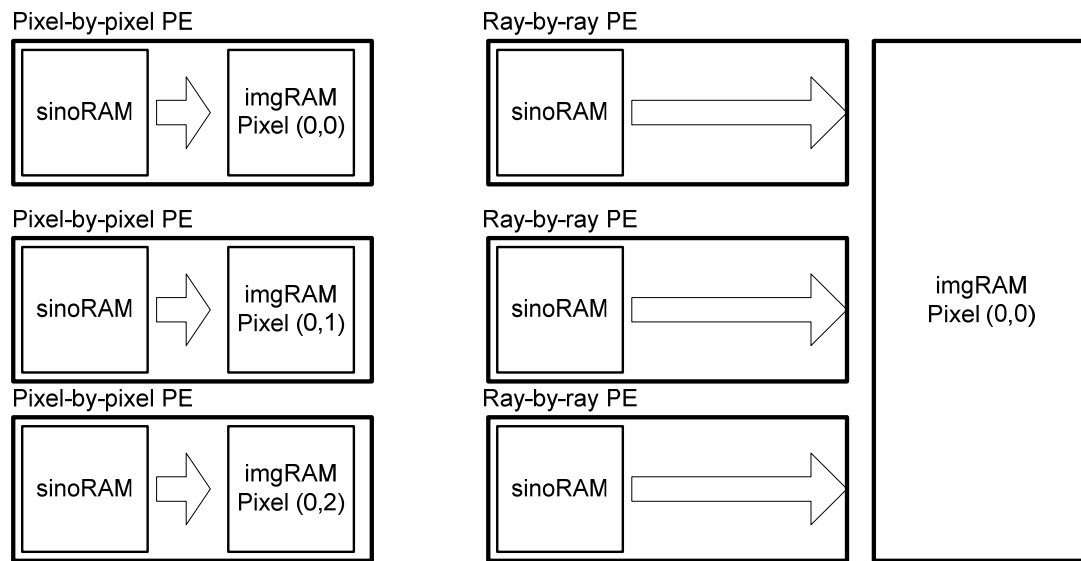 Pixel-by-pixel PE
sinoRAM
imgRAM
Pixel (0,0)
Pixel-by-pixel PE
sinoRAM
imgRAM
Pixel (0,1)
Pixel-by-pixel PE
sinoRAM
imgRAM
Pixel (0,2)
Ray-by-ray PE
sinoRAM
Ray-by-ray PE
sinoRAM
Ray-by-ray PE
sinoRAM
imgRAM
Pixel (0,0)